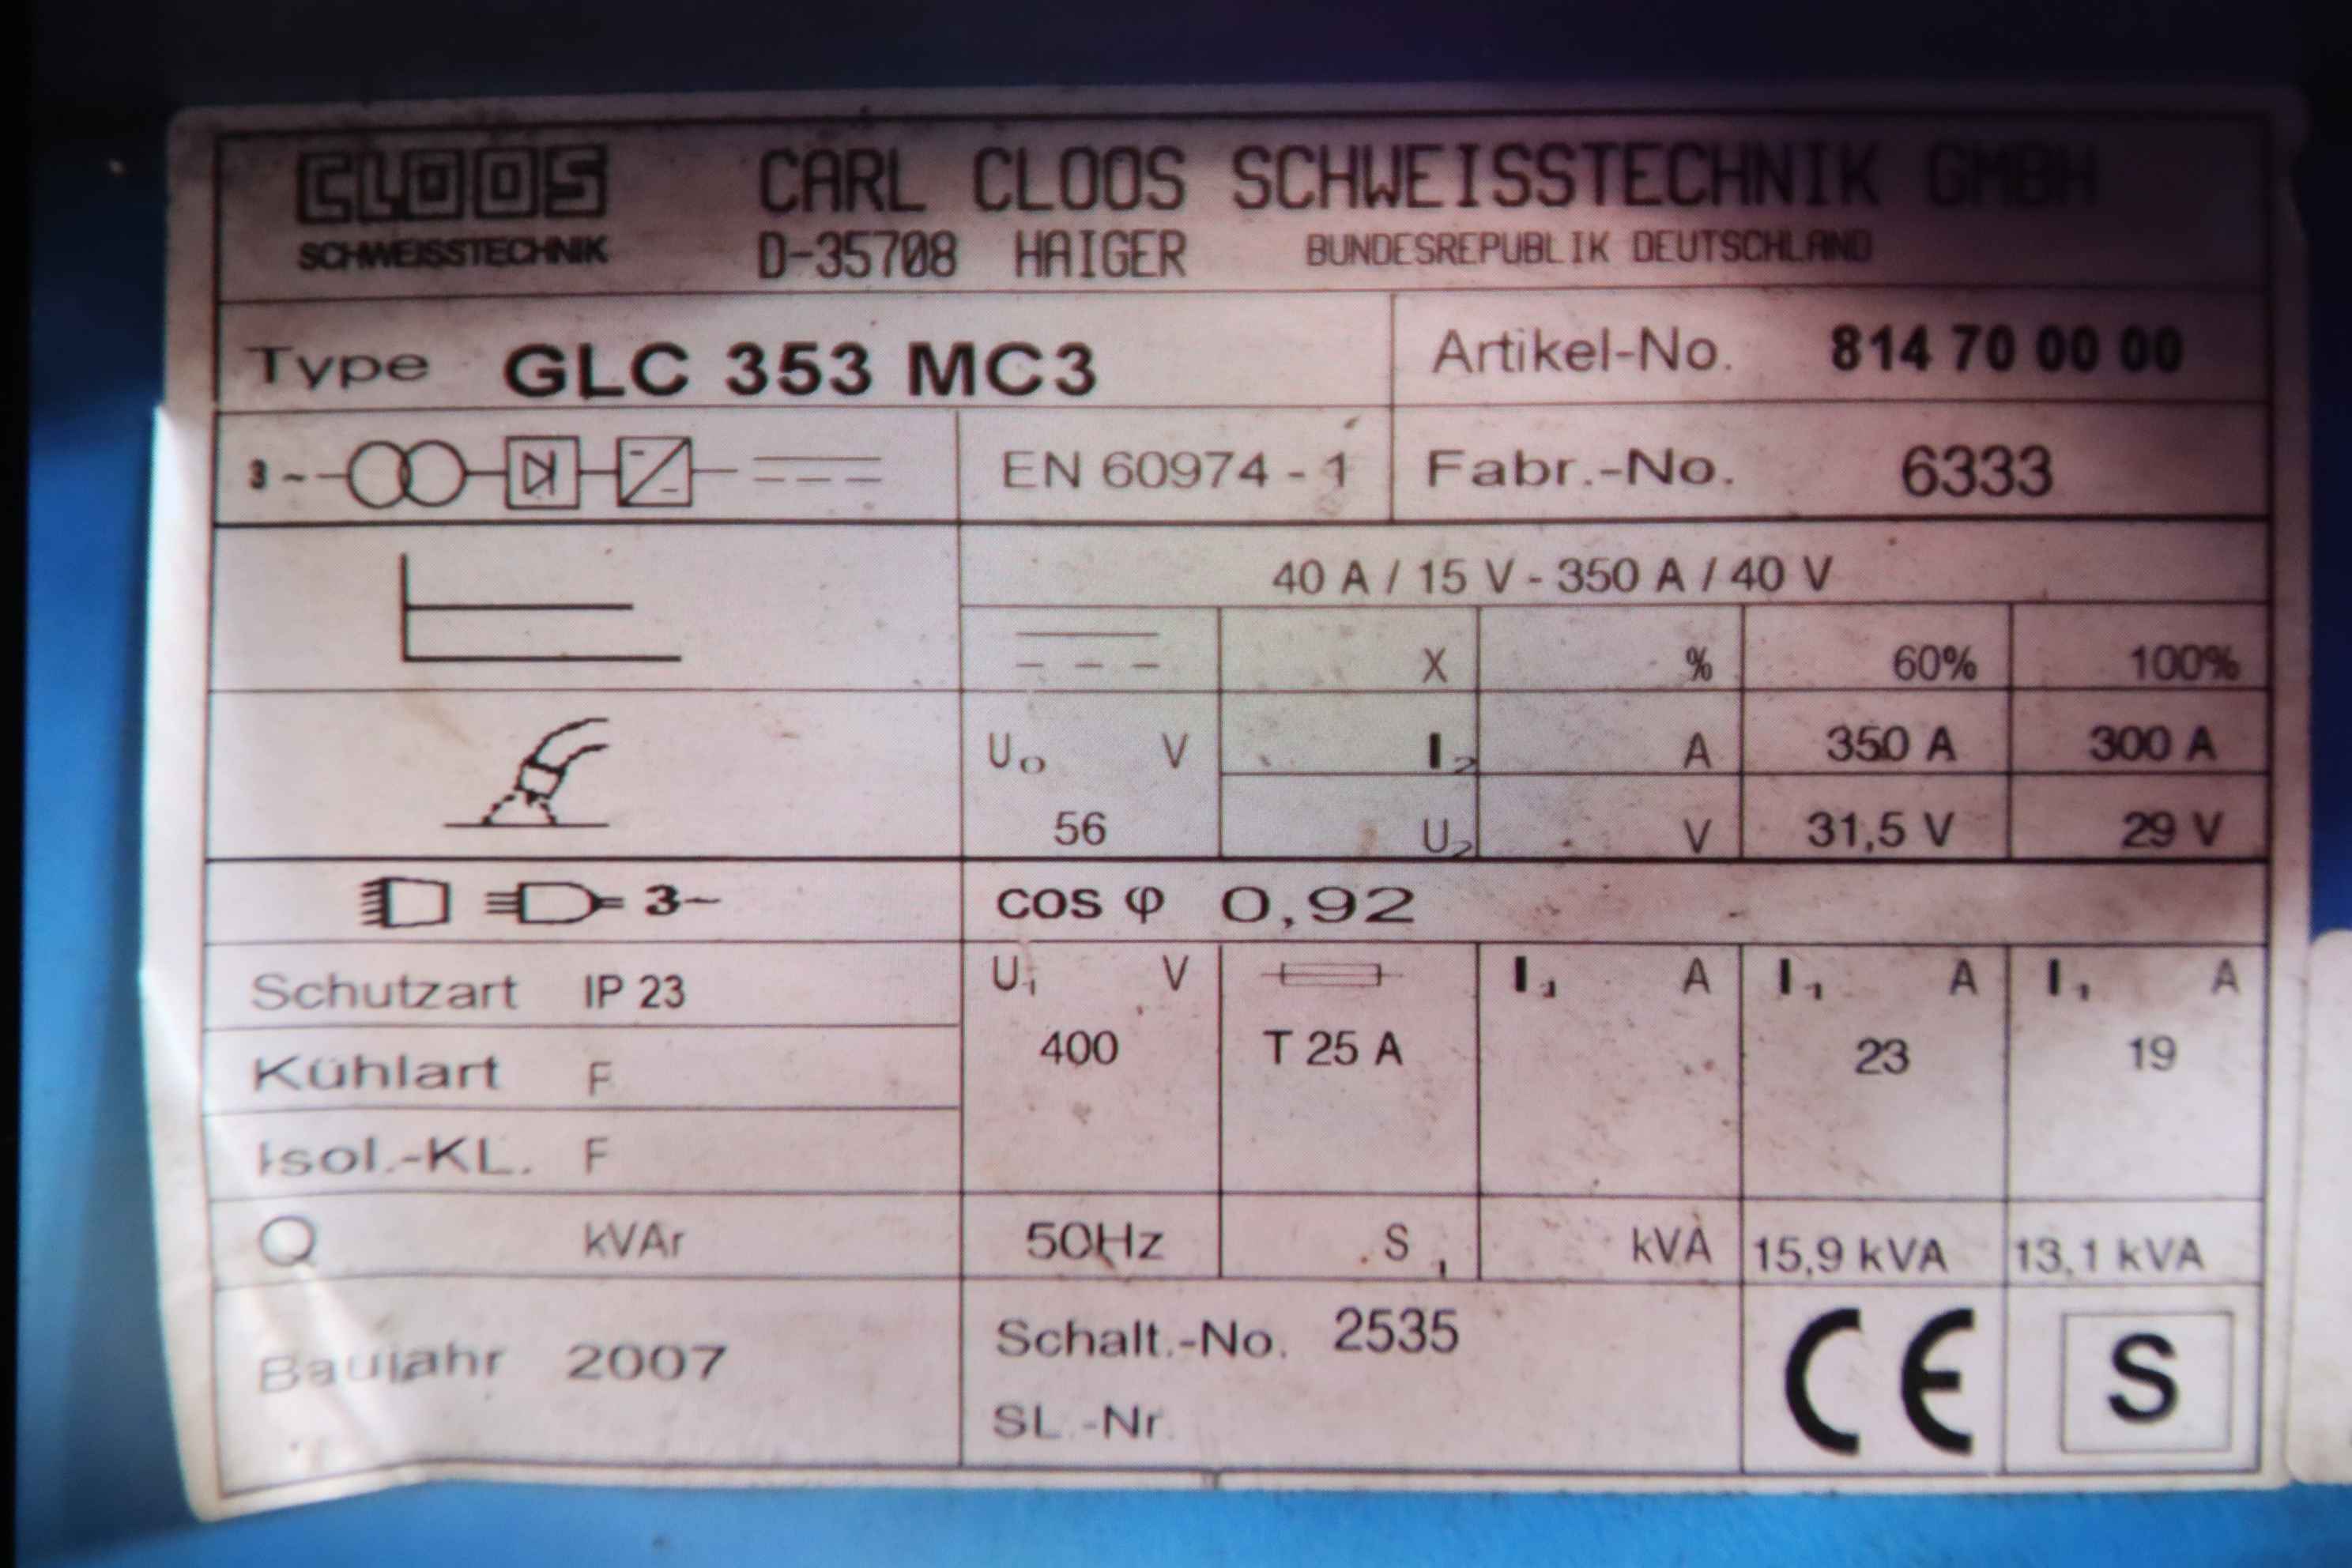 CLOOS
SCHWEISSTECHNIK
CARL CLOOS SCHWEISSTECHNIK GMBH
D-35708 HAIGER BUNDESREPUBLIK DEUTSCHLAND
Type GLC 353 MC3
Artikel-No. 814 70 00 00
3 ~
EN 60974 - 1
Fabr.-No. 6333
40 A / 15 V - 350 A / 40 V
X % 60% 100%
U₀ V I₂ A 350 A 300 A
56 U₂ V 31,5 V 29 V
3~ cos φ 0,92
Schutzart IP 23
U₁ V I₁ A I₁ A I₁ A
400 T 25 A 23 19
Kühlart F
Isol.-KL. F
Q kVAr 50Hz S₁ kVA 15,9 kVA 13,1 kVA
Baujahr 2007
Schalt.-No. 2535
SL.-Nr.
CE S